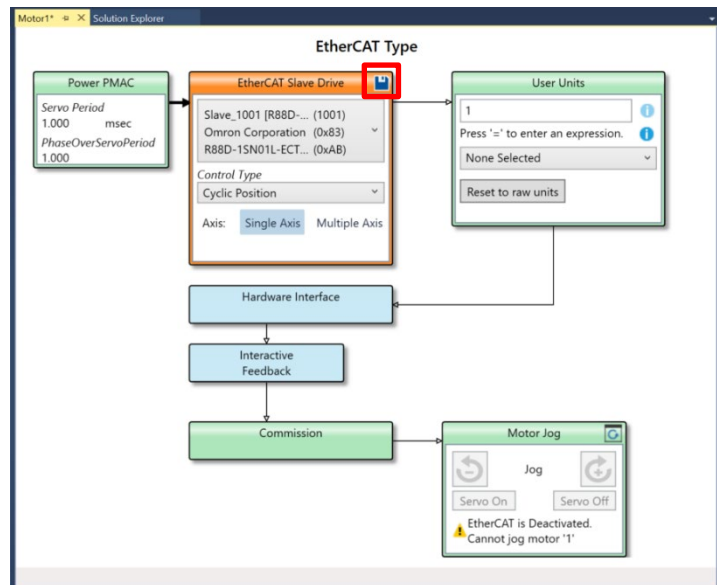 Motor1*
Solution Explorer
EtherCAT Type
Power PMAC
Servo Period
1.000 msec
PhaseOverServoPeriod
1.000
EtherCAT Slave Drive
Slave_1001 [R88D-... (1001)
Omron Corporation (0x83)
R88D-1SN01L-ECT... (0xAB)
Control Type
Cyclic Position
Axis: Single Axis Multiple Axis
User Units
1
Press '=' to enter an expression.
None Selected
Reset to raw units
Hardware Interface
Interactive
Feedback
Commission
Motor Jog
Jog
Servo On Servo Off
EtherCAT is Deactivated.
Cannot jog motor '1'